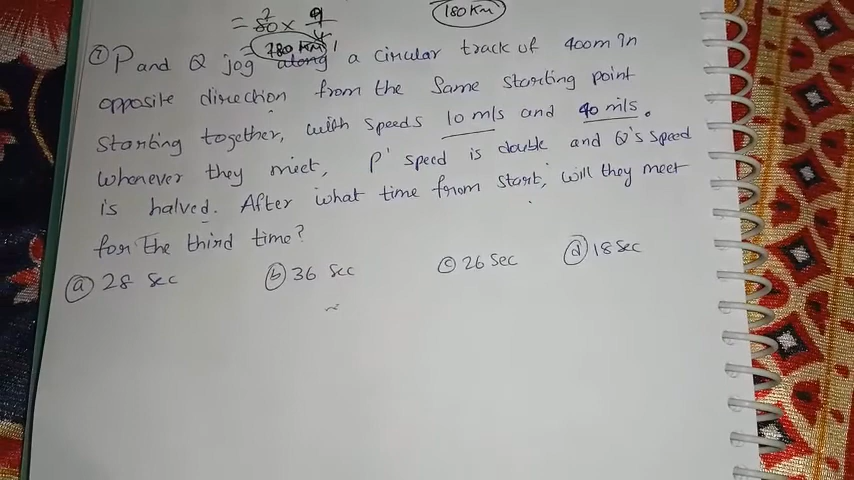 180 Km
= 2 80 × 9
280 Km
⑦ P and Q jog along a circular track of 400m in
opposite direction from the same starting point
starting together, with speeds 10 m/s and 40 m/s.
whenever they meet, P' speed is double and Q's speed
is halved. After what time from start, will they meet
for the third time?
ⓐ 28 sec ⓑ 36 sec ⓒ 26 sec ⓓ 18 sec